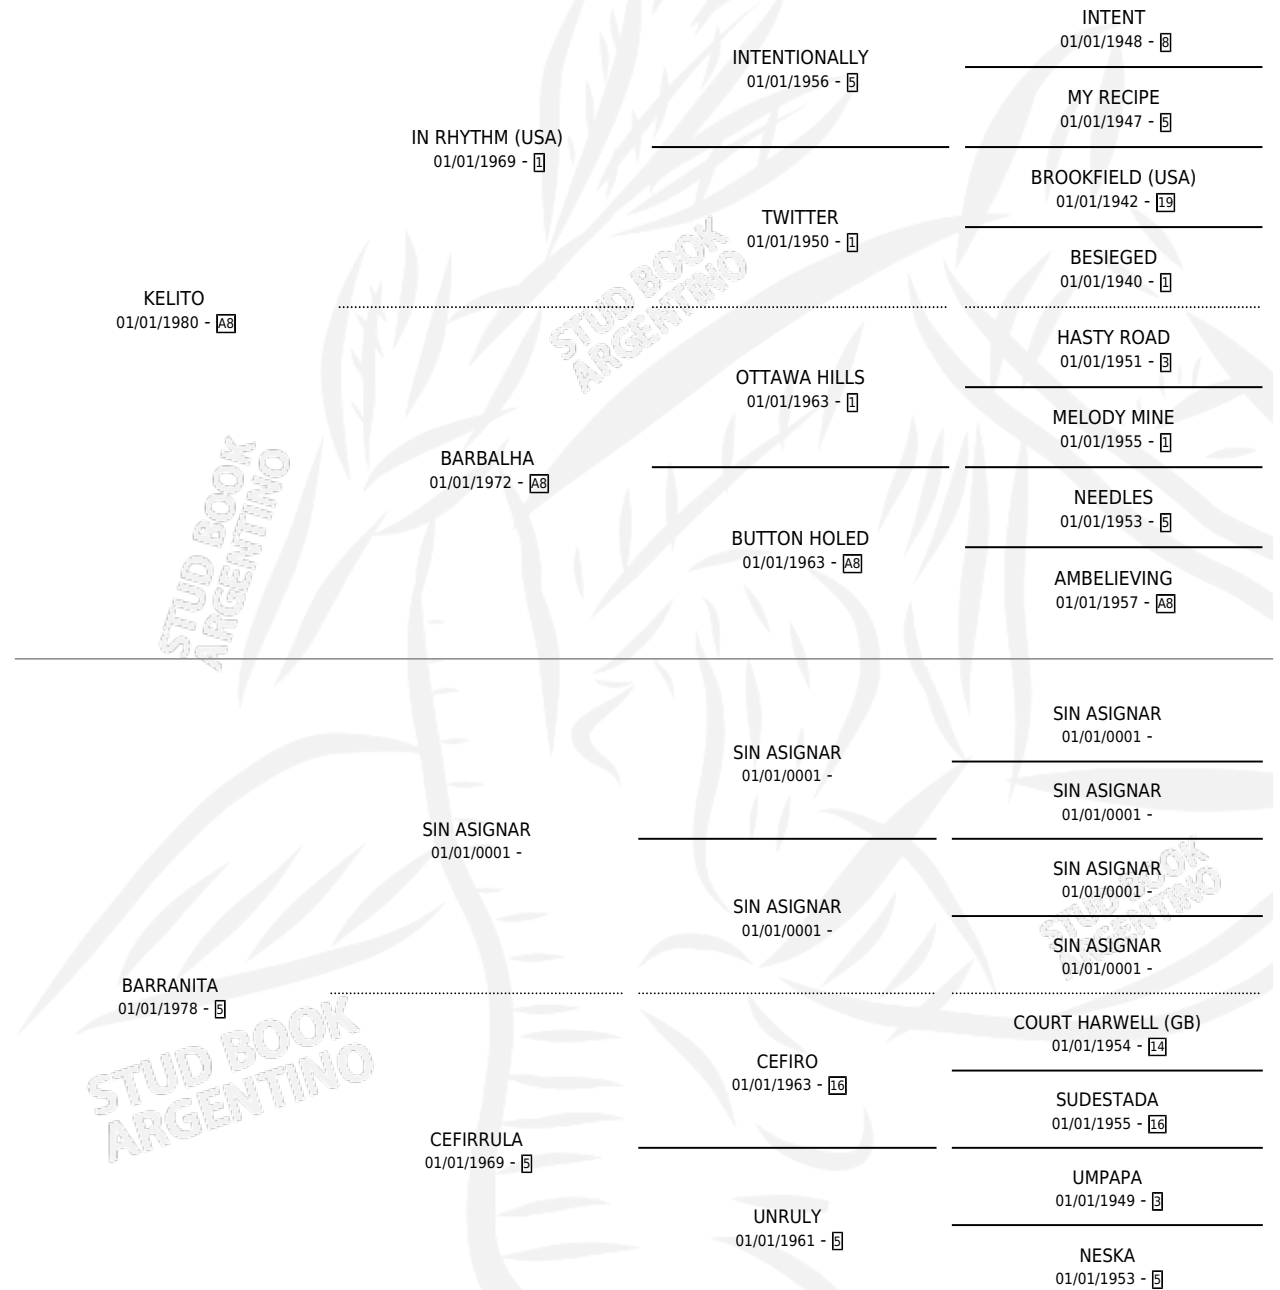 INTENT
01/01/1948 - 8
INTENTIONALLY
01/01/1956 - 5
MY RECIPE
01/01/1947 - 5
IN RHYTHM (USA)
01/01/1969 - 1
BROOKFIELD (USA)
01/01/1942 - 19
TWITTER
01/01/1950 - 1
BESIEGED
01/01/1940 - 1
KELITO
01/01/1980 - A8
HASTY ROAD
01/01/1951 - 3
OTTAWA HILLS
01/01/1963 - 1
MELODY MINE
01/01/1955 - 1
BARBALHA
01/01/1972 - A8
NEEDLES
01/01/1953 - 5
BUTTON HOLED
01/01/1963 - A8
AMBELIEVING
01/01/1957 - A8
STUD BOOK
ARGENTINO
STUD BOOK
ARGENTINO
SIN ASIGNAR
01/01/0001 -
SIN ASIGNAR
01/01/0001 -
SIN ASIGNAR
01/01/0001 -
SIN ASIGNAR
01/01/0001 -
SIN ASIGNAR
01/01/0001 -
SIN ASIGNAR
01/01/0001 -
SIN ASIGNAR
01/01/0001 -
BARRANITA
01/01/1978 - 5
COURT HARWELL (GB)
01/01/1954 - 14
CEFIRO
01/01/1963 - 16
SUDESTADA
01/01/1955 - 16
CEFIRRULA
01/01/1969 - 5
UMPAPA
01/01/1949 - 3
UNRULY
01/01/1961 - 5
NESKA
01/01/1953 - 5
STUD BOOK
ARGENTINO
STUD BOOK
ARGENTINO